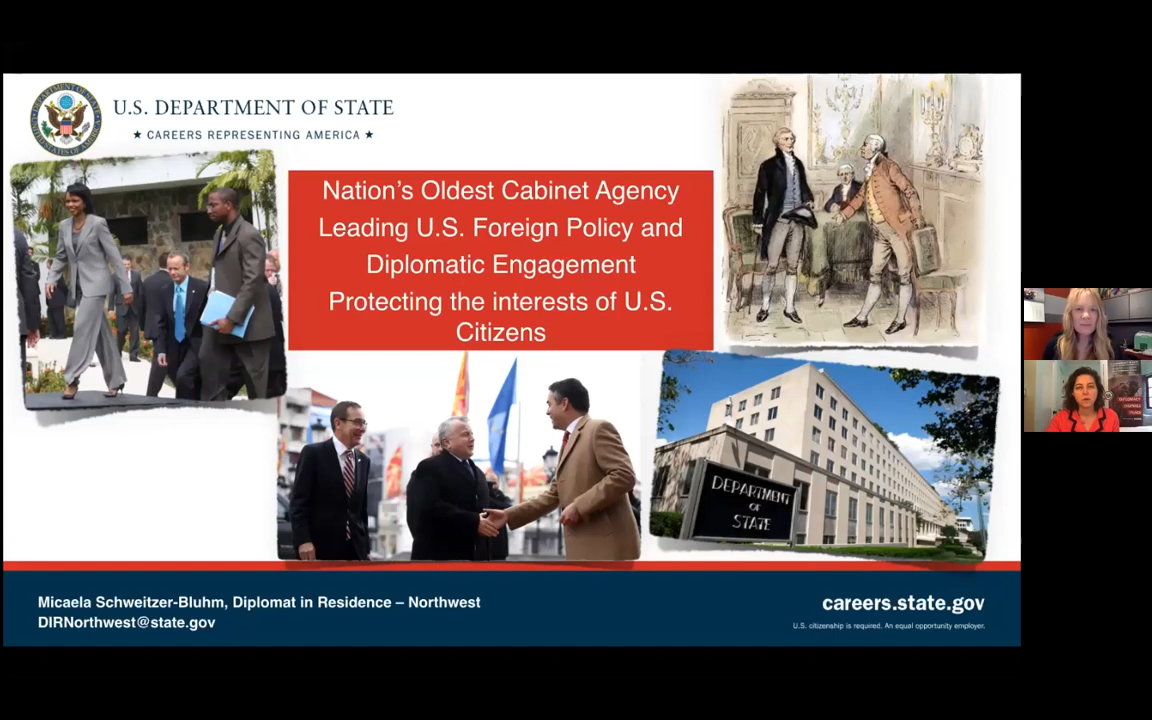 U.S. DEPARTMENT OF STATE
★ CAREERS REPRESENTING AMERICA ★
Nation's Oldest Cabinet Agency
Leading U.S. Foreign Policy and
Diplomatic Engagement
Protecting the interests of U.S.
Citizens
DEPARTMENT
OF
STATE
Micaela Schweitzer-Bluhm, Diplomat in Residence – Northwest
DIRNorthwest@state.gov
careers.state.gov
U.S. citizenship is required. An equal opportunity employer.